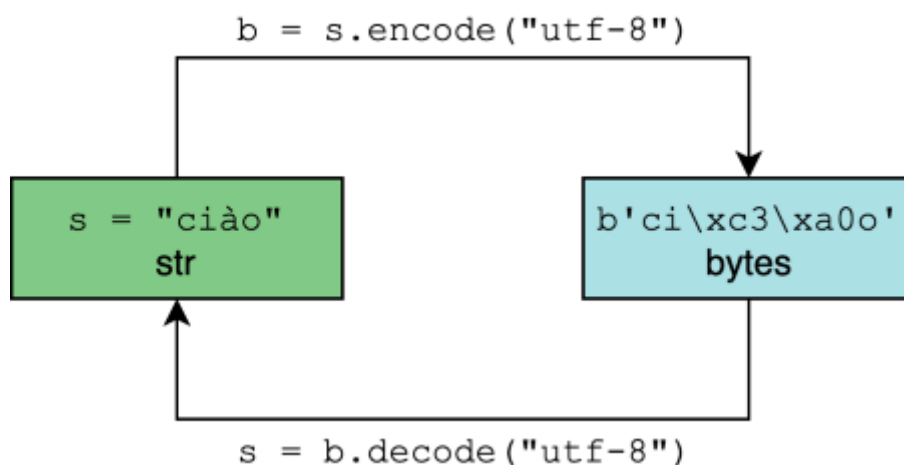 b = s.encode("utf-8")
s = "ciào"
str
b'ci\xc3\xa0o'
bytes
s = b.decode("utf-8")